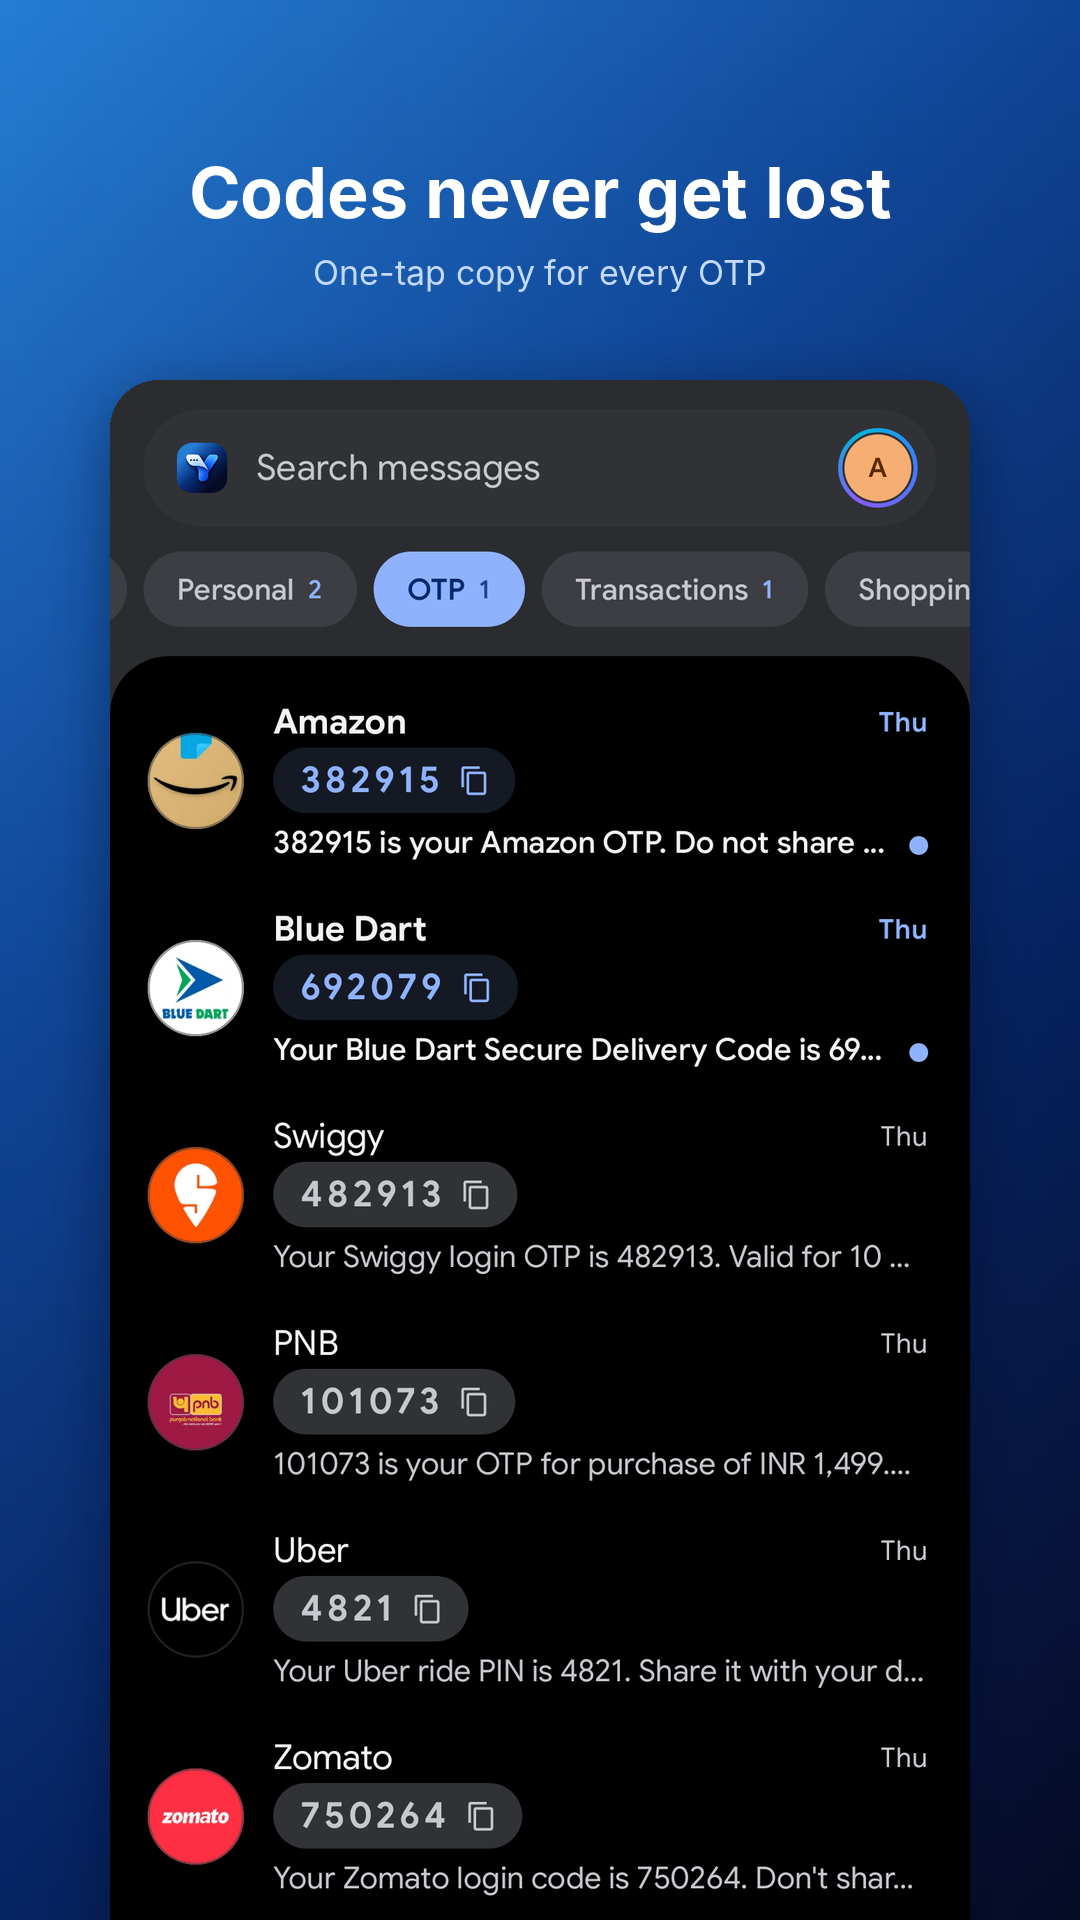 Codes never get lost
One-tap copy for every OTP
Search messages
A
Personal 2
OTP 1
Transactions 1
Shoppin
Amazon
Thu
382915
382915 is your Amazon OTP. Do not share ...
Blue Dart
Thu
BLUE DART
692079
Your Blue Dart Secure Delivery Code is 69...
Swiggy
Thu
482913
Your Swiggy login OTP is 482913. Valid for 10 ...
PNB
Thu
pnb
punjab national bank
101073
101073 is your OTP for purchase of INR 1,499....
Uber
Thu
Uber
4821
Your Uber ride PIN is 4821. Share it with your d...
Zomato
Thu
zomato
750264
Your Zomato login code is 750264. Don't shar...